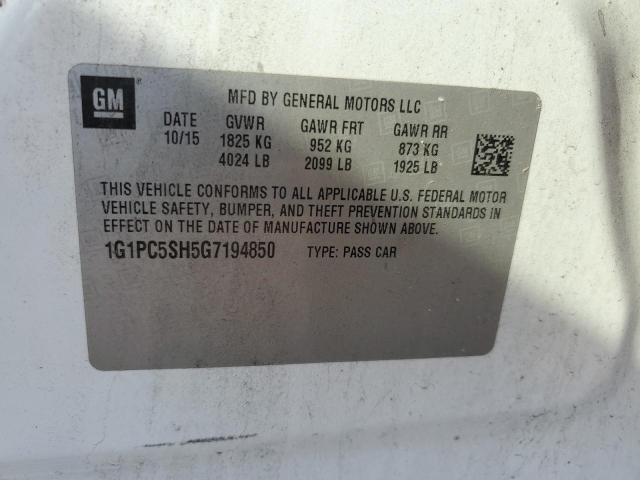 GM ®
MFD BY GENERAL MOTORS LLC
DATE GVWR GAWR FRT GAWR RR
10/15 1825 KG 952 KG 873 KG
4024 LB 2099 LB 1925 LB
THIS VEHICLE CONFORMS TO ALL APPLICABLE U.S. FEDERAL MOTOR
VEHICLE SAFETY, BUMPER, AND THEFT PREVENTION STANDARDS IN
EFFECT ON THE DATE OF MANUFACTURE SHOWN ABOVE.
1G1PC5SH5G7194850 TYPE: PASS CAR